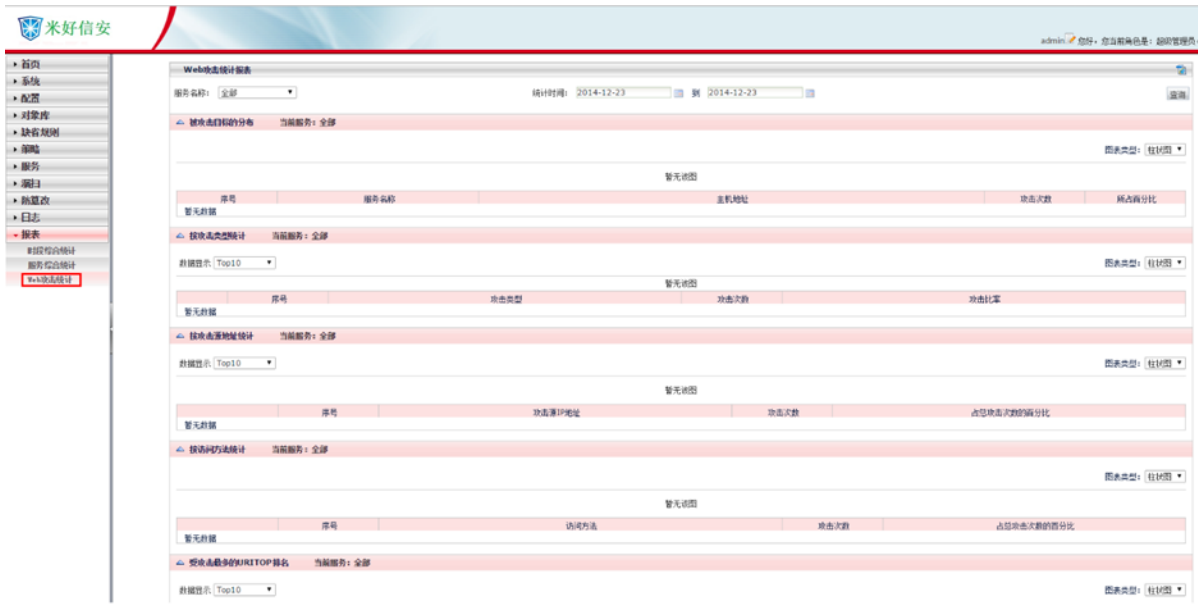 米好信安
admin 您好，您当前角色是：超级管理员
首页
系统
配置
对象库
缺省规则
策略
服务
漏扫
防篡改
日志
报表
时段综合统计
服务综合统计
Web攻击统计
Web攻击统计报表
服务名称： 全部 统计时间： 2014-12-23 到 2014-12-23 查询
被攻击目标的分布 当前服务：全部
图表类型： 柱状图
暂无该图
序号 服务名称 主机地址 攻击次数 所占百分比
暂无数据
按攻击类型统计 当前服务：全部
数据显示 Top10 图表类型： 柱状图
暂无该图
序号 攻击类型 攻击次数 攻击比率
暂无数据
按攻击源地址统计 当前服务：全部
数据显示 Top10 图表类型： 柱状图
暂无该图
序号 攻击源IP地址 攻击次数 占总攻击次数的百分比
暂无数据
按访问方法统计 当前服务：全部
图表类型： 柱状图
暂无该图
序号 访问方法 攻击次数 占总攻击次数的百分比
暂无数据
受攻击最多的URITOP排名 当前服务：全部
数据显示 Top10 图表类型： 柱状图